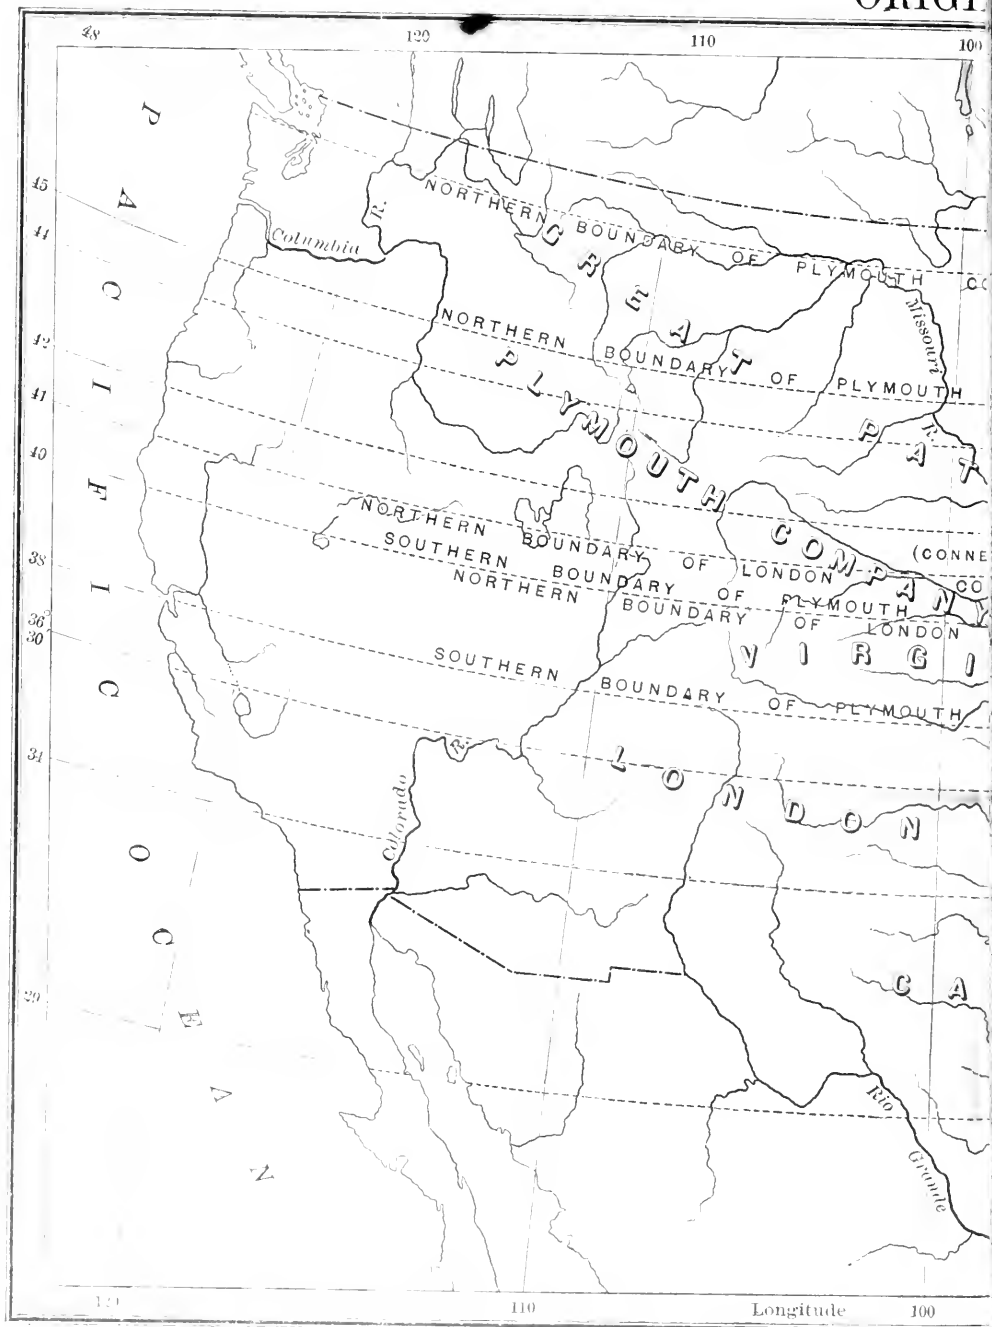 ORIGI
48 120 110 100
45
44
42
41
40
38
36
30
34
29
PACIFIC OCEAN
Columbia R.
NORTHERN BOUNDARY OF PLYMOUTH CO
GREAT PAT
Missouri R.
NORTHERN BOUNDARY OF PLYMOUTH
PLYMOUTH COMPANY
(CONNE
CO
NORTHERN BOUNDARY OF LONDON
SOUTHERN BOUNDARY OF PLYMOUTH
NORTHERN BOUNDARY OF LONDON
VIRGI
SOUTHERN BOUNDARY OF PLYMOUTH
LONDON
Colorado R.
CA
Rio Grande
110 Longitude 100